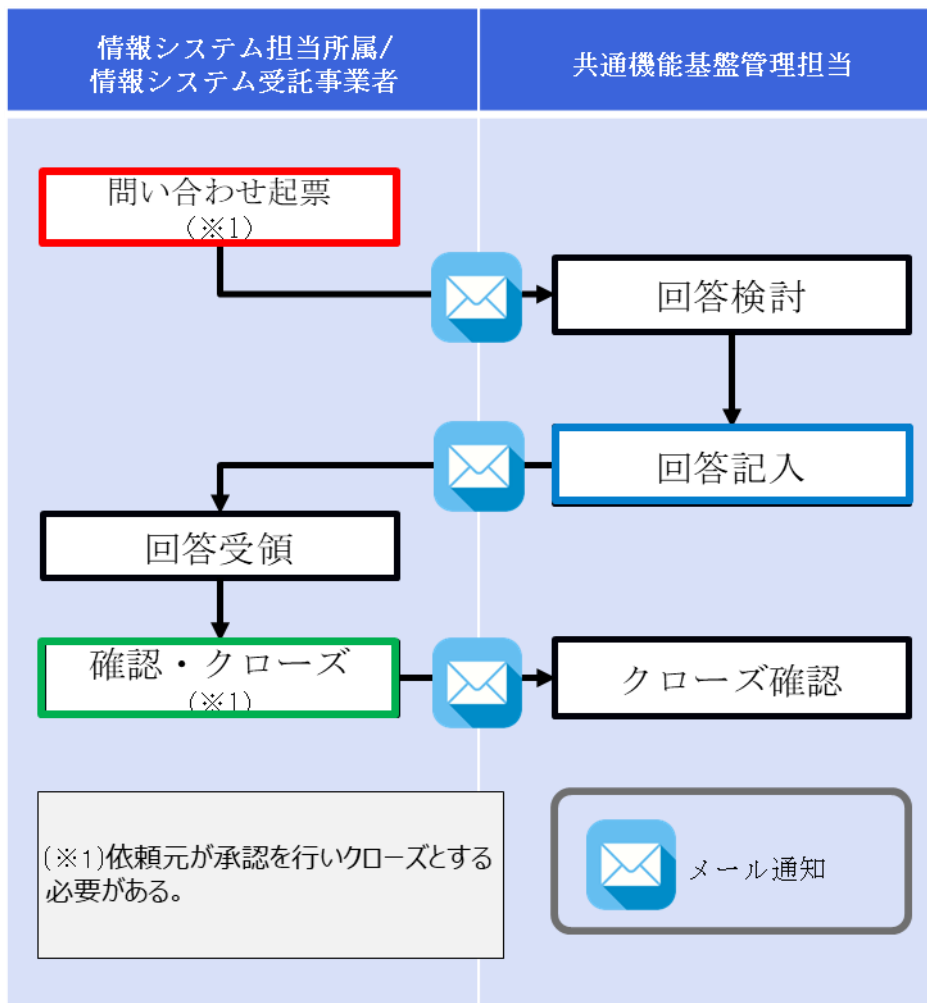 情報システム担当所属/
情報システム受託事業者
共通機能基盤管理担当
問い合わせ起票
(※1)
回答検討
回答記入
回答受領
確認・クローズ
(※1)
クローズ確認
(※1)依頼元が承認を行いクローズとする
必要がある。
メール通知